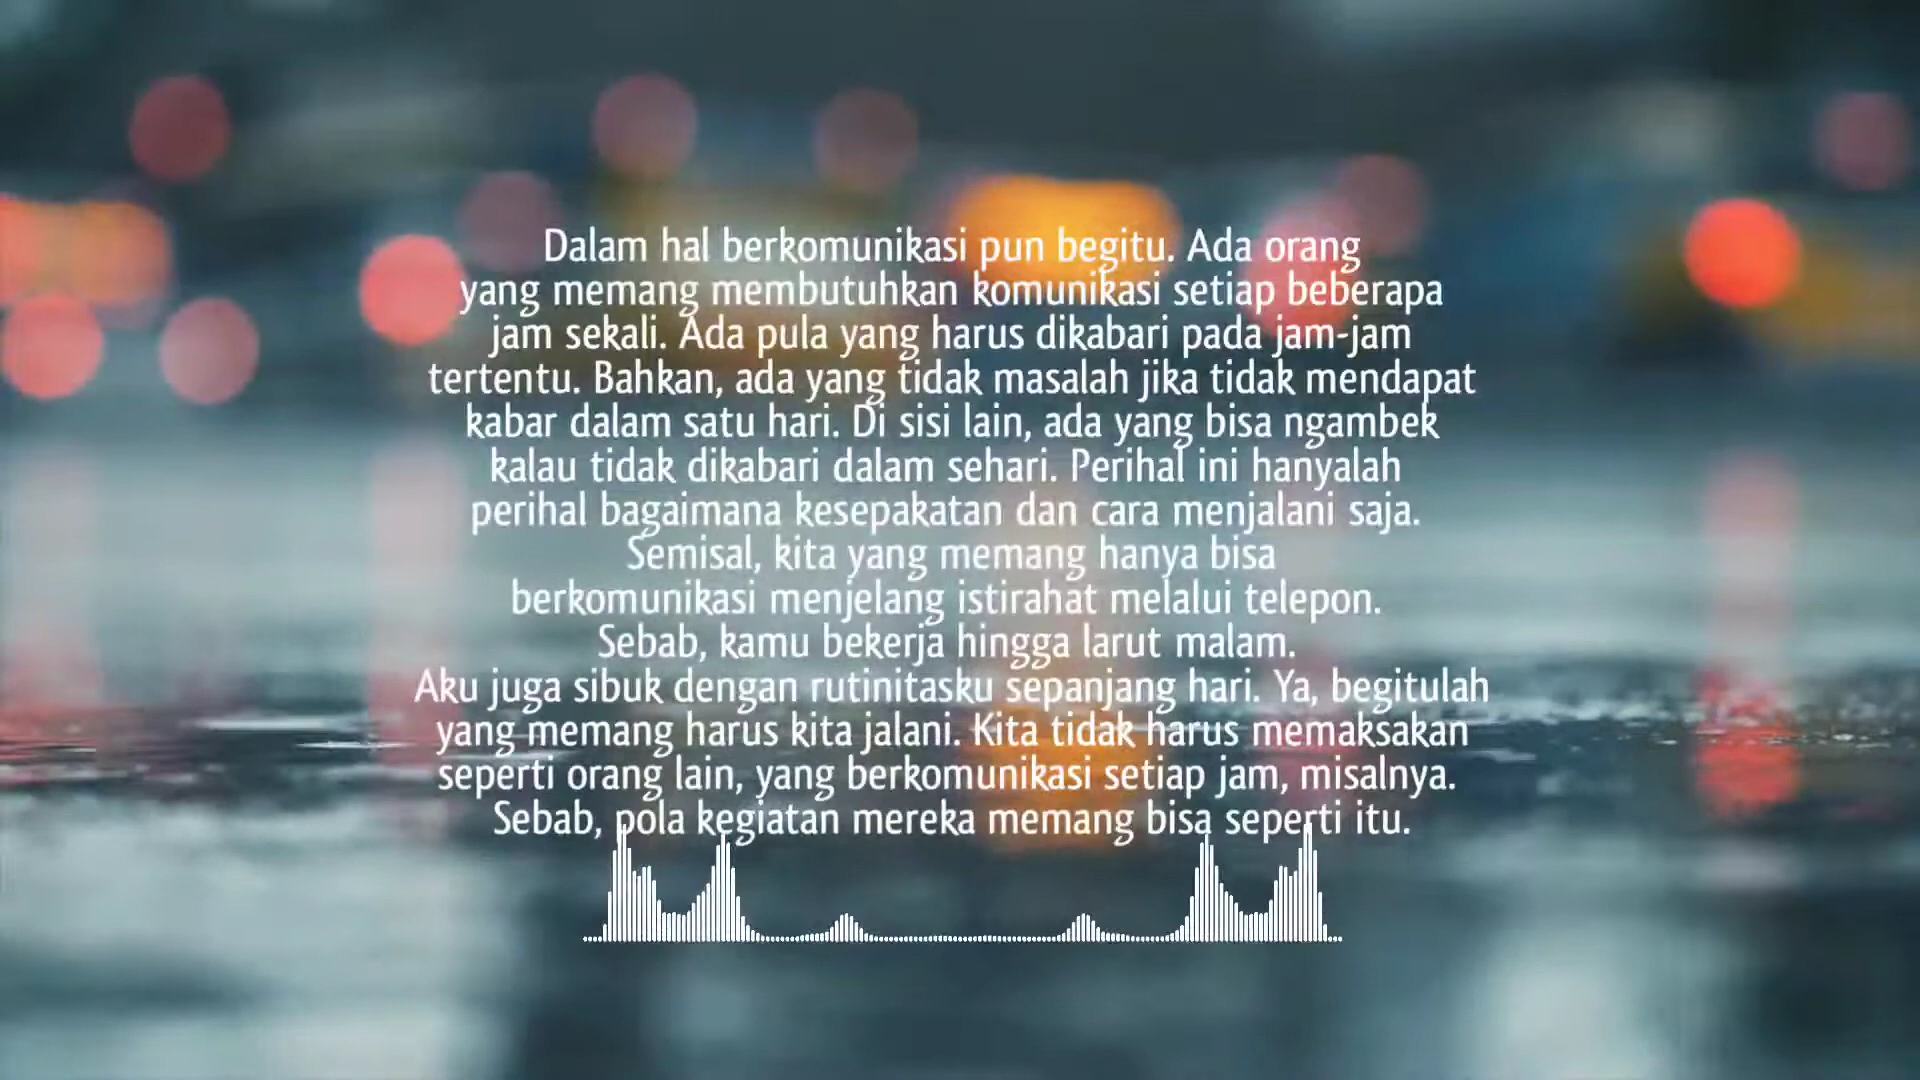 Dalam hal berkomunikasi pun begitu. Ada orang
yang memang membutuhkan komunikasi setiap beberapa
jam sekali. Ada pula yang harus dikabari pada jam-jam
tertentu. Bahkan, ada yang tidak masalah jika tidak mendapat
kabar dalam satu hari. Di sisi lain, ada yang bisa ngambek
kalau tidak dikabari dalam sehari. Perihal ini hanyalah
perihal bagaimana kesepakatan dan cara menjalani saja.
Semisal, kita yang memang hanya bisa
berkomunikasi menjelang istirahat melalui telepon.
Sebab, kamu bekerja hingga larut malam.
Aku juga sibuk dengan rutinitasku sepanjang hari. Ya, begitulah
yang memang harus kita jalani. Kita tidak harus memaksakan
seperti orang lain, yang berkomunikasi setiap jam, misalnya.
Sebab, pola kegiatan mereka memang bisa seperti itu.